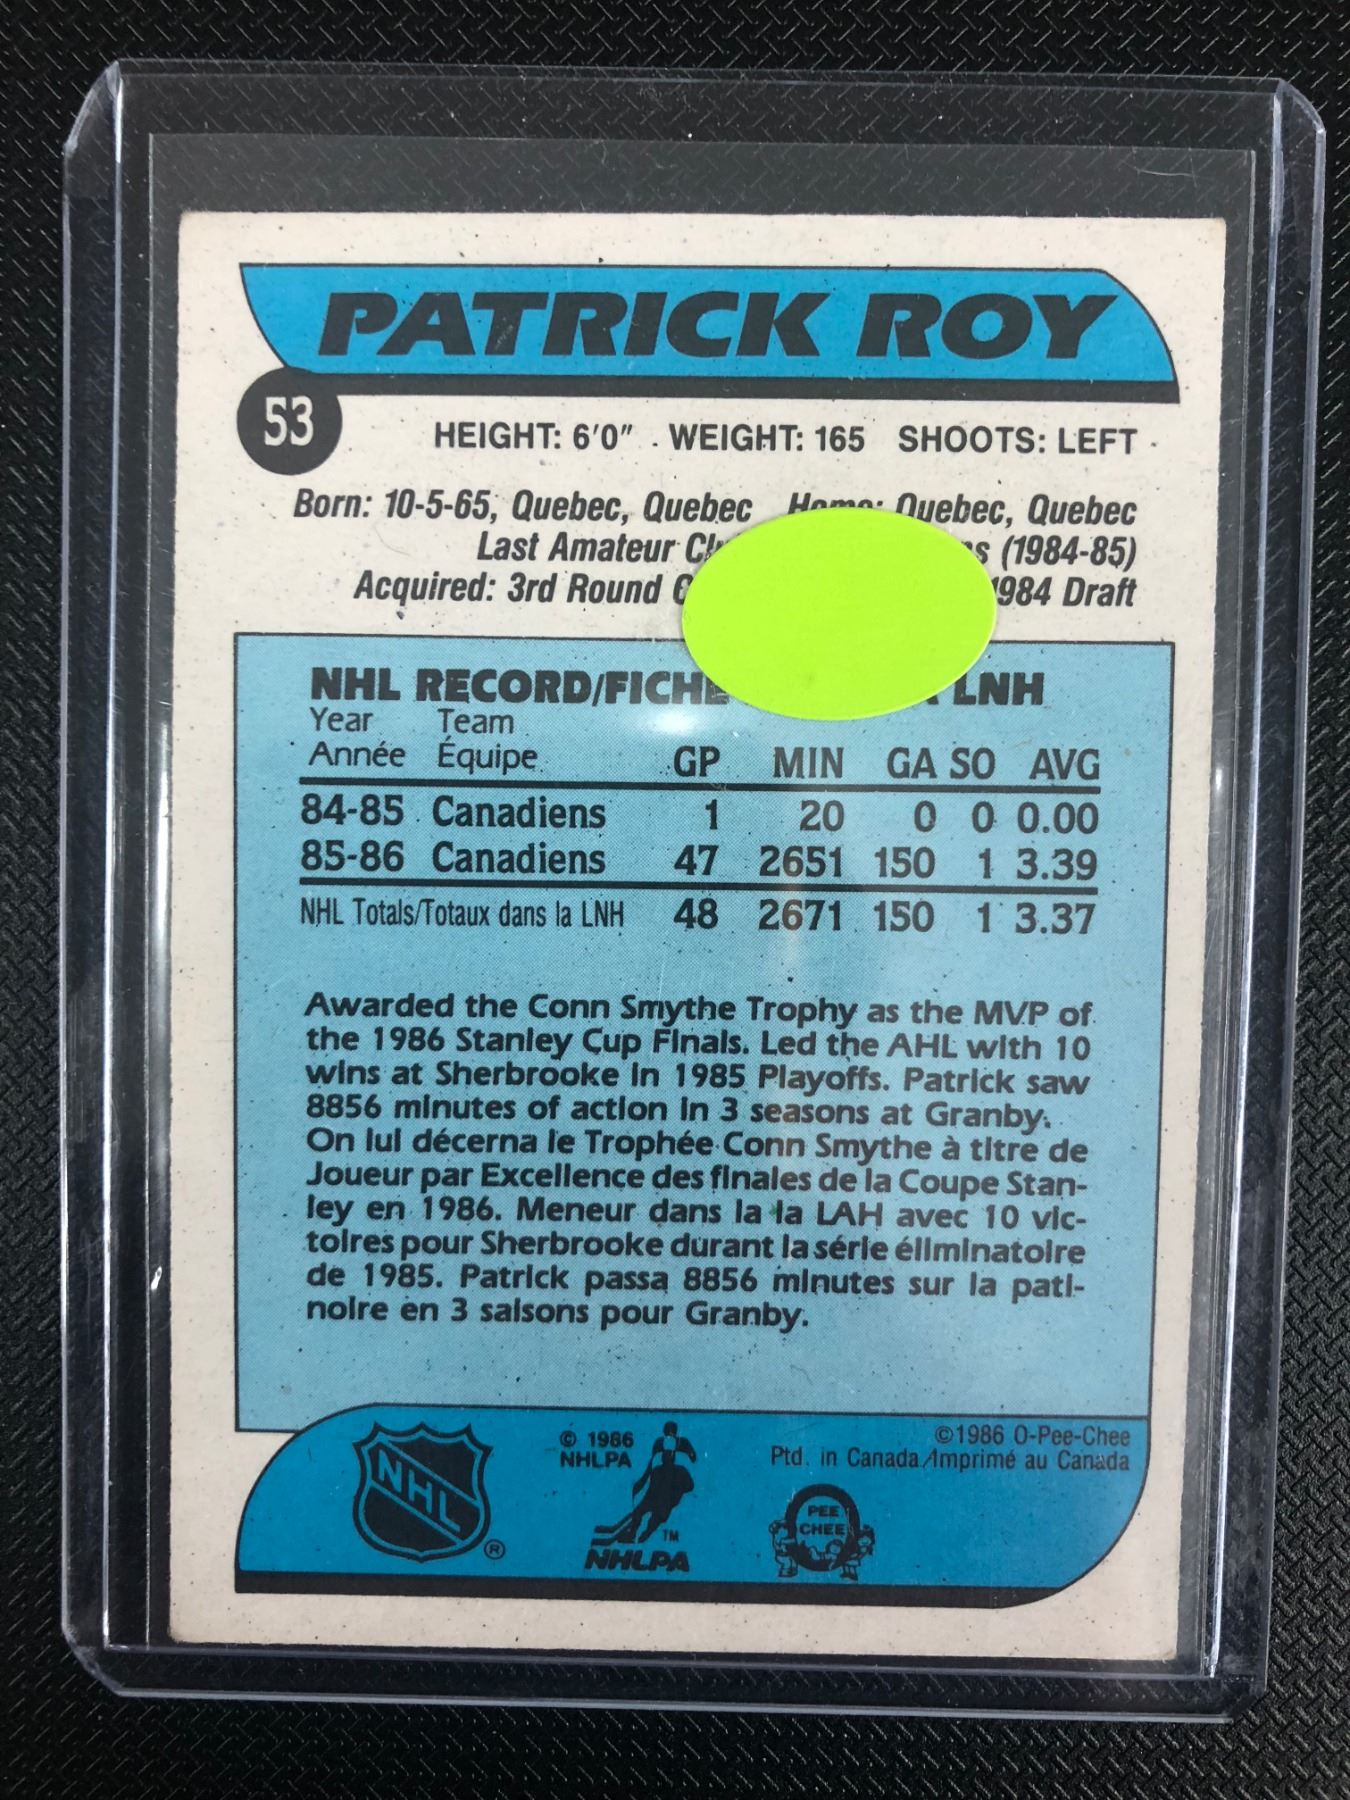 PATRICK ROY
53
HEIGHT: 6'0" WEIGHT: 165 SHOOTS: LEFT
Born: 10-5-65, Quebec, Quebec Home: Quebec, Quebec
Last Amateur (1984-85)
Acquired: 3rd Round 1984 Draft
NHL RECORD/FICHE LNH
Year Team
Année Équipe GP MIN GA SO AVG
84-85 Canadiens 1 20 0 0 0.00
85-86 Canadiens 47 2651 150 1 3.39
NHL Totals/Totaux dans la LNH 48 2671 150 1 3.37
Awarded the Conn Smythe Trophy as the MVP of
the 1986 Stanley Cup Finals. Led the AHL with 10
wins at Sherbrooke in 1985 Playoffs. Patrick saw
8856 minutes of action in 3 seasons at Granby.
On lui décerna le Trophée Conn Smythe à titre de
Joueur par Excellence des finales de la Coupe Stan-
ley en 1986. Meneur dans la la LAH avec 10 vic-
toires pour Sherbrooke durant la série éliminatoire
de 1985. Patrick passa 8856 minutes sur la pati-
noire en 3 saisons pour Granby.
NHL ®
© 1986
NHLPA
TM
NHLPA
©1986 O-Pee-Chee
Ptd. in Canada/Imprimé au Canada
PEE
CHEE